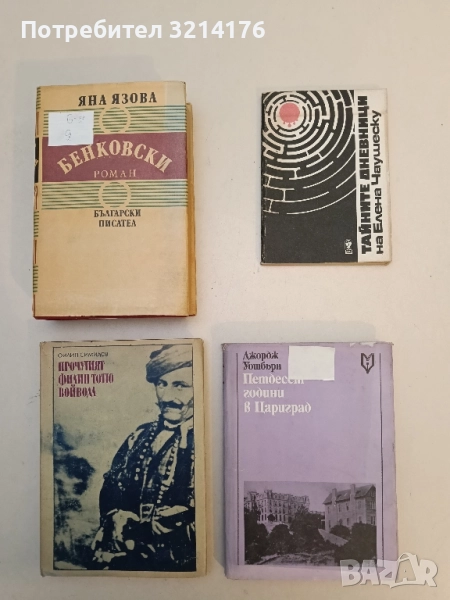 Потребител 3214176
ЯНА ЯЗОВА
БЕНКОВСКИ
РОМАН
БЪЛГАРСКИ
ПИСАТЕЛ
ТАЙНИТЕ ДНЕВНИЦИ
на Елена Чаушеску
ПРОЧУТИЯТ
ФИЛИП ТОТЮ
ВОЙВОДА
Джордж
Уошбърн
Петдесет
години
в Цариград
BAZAR